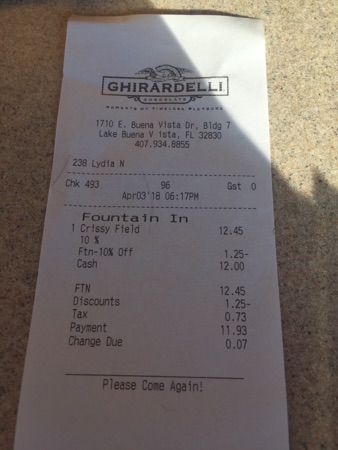 GHIRARDELLI
CHOCOLATE
MOMENTS OF TIMELESS PLEASURE
1710 E. Buena Vista Dr, Bldg 7
Lake Buena Vista, FL 32830
407.934.8855
238 Lydia N
Chk 493 96 Gst 0
Apr03'18 06:17PM
Fountain In
1 Crissy Field 12.45
10 %
Ftn-10% Off 1.25-
Cash 12.00
FTN 12.45
Discounts 1.25-
Tax 0.73
Payment 11.93
Change Due 0.07
Please Come Again!